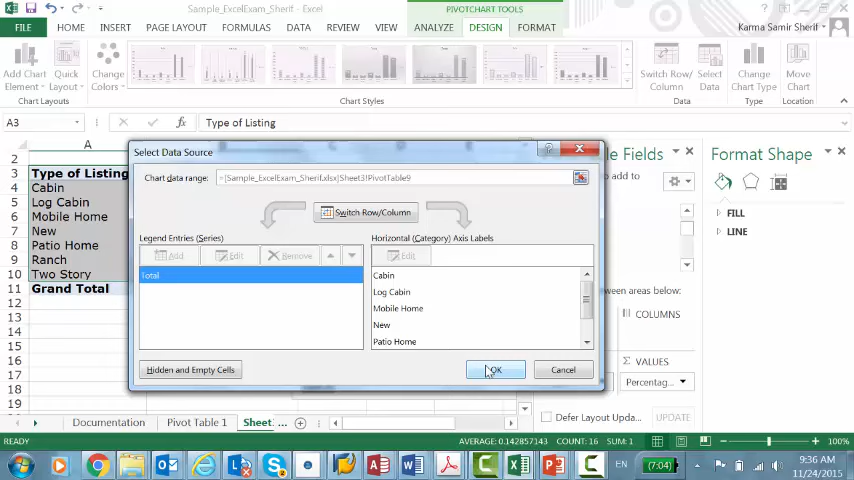 Sample_ExcelExam_Sherif - Excel
PIVOTCHART TOOLS
FILE HOME INSERT PAGE LAYOUT FORMULAS DATA REVIEW VIEW ANALYZE DESIGN FORMAT
Karma Samir Sherif
Add Chart Element
Quick Layout
Change Colors
Switch Row/ Column
Select Data
Change Chart Type
Move Chart
Chart Layouts
Chart Styles
Data
Type
Location
A3
fx
Type of Listing
A
2
3 Type of Listing
4 Cabin
5 Log Cabin
6 Mobile Home
7 New
8 Patio Home
9 Ranch
10 Two Story
11 Grand Total
12
13
14
15
16
17
18
19
Select Data Source
Chart data range:
=[Sample_ExcelExam_Sherif.xlsx]Sheet3!PivotTable9
Switch Row/Column
Legend Entries (Series)
Add
Edit
Remove
Total
Horizontal (Category) Axis Labels
Edit
Cabin
Log Cabin
Mobile Home
New
Patio Home
Hidden and Empty Cells
OK
Cancel
le Fields
to add to
een areas below:
COLUMNS
VALUES
Percentag...
Defer Layout Upda...
UPDATE
Format Shape
FILL
LINE
Documentation
Pivot Table 1
Sheet ...
READY
AVERAGE: 0.142857143
COUNT: 16
SUM: 1
100%
EN
(7:04)
9:36 AM
11/24/2015